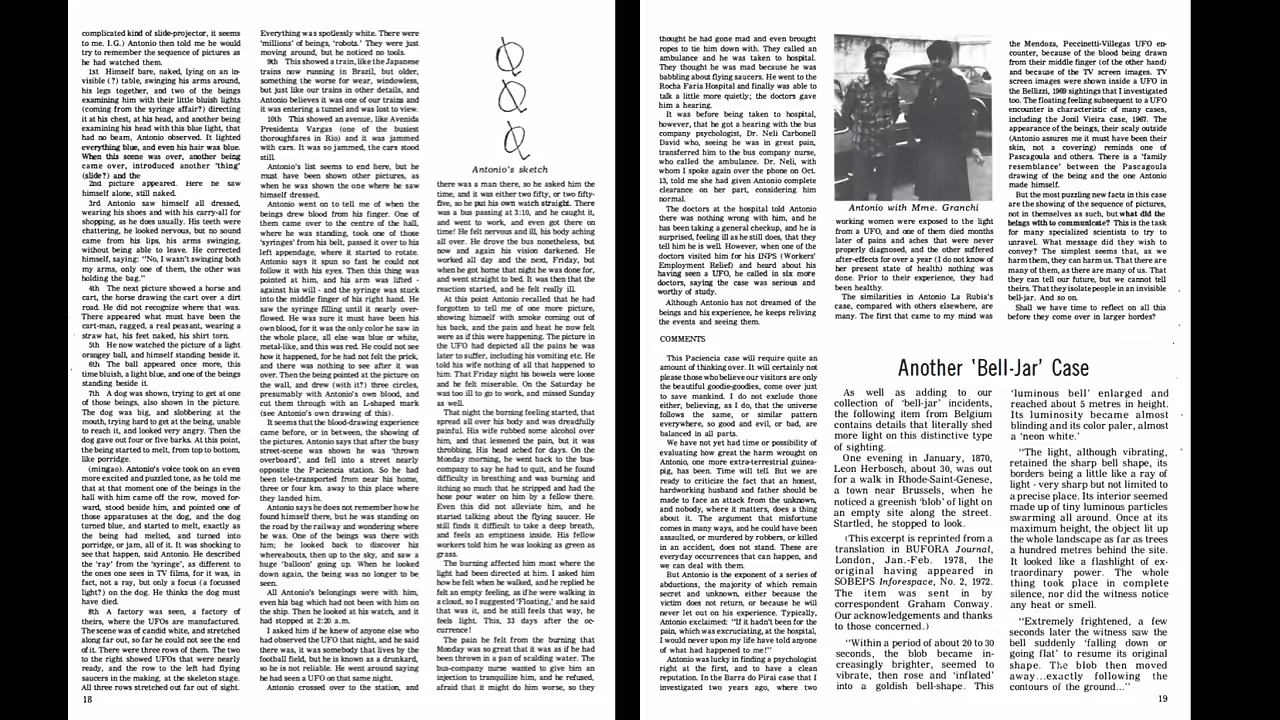 complicated kind of slide-projector, it seems
to me. I.G.) Antonio then told me he would
try to remember the sequence of pictures as
he had watched them.
1st Himself bare, naked, lying on an in-
visible (?) table, swinging his arms around,
his legs together, and two of the beings
examining him with their little bluish lights
(coming from the syringe affair?) directing
it at his chest, at his head, and another being
examining his head with this blue light, that
had no beam, Antonio observed. It lighted
everything blue, and even his hair was blue.
When this scene was over, another being
came over, introduced another 'thing'
(slide?) and the
2nd picture appeared. Here he saw
himself alone, still naked.
3rd Antonio saw himself all dressed,
wearing his shoes and with his carry-all for
shopping, as he does usually. His teeth were
chattering, he looked nervous, but no sound
came from his lips, his arms swinging,
without being able to leave. He corrected
himself, saying: "No, I wasn't swinging both
my arms, only one of them, the other was
holding the bag."
4th The next picture showed a horse and
cart, the horse drawing the cart over a dirt
road. He did not recognize where that was.
There appeared what must have been the
cart-man, ragged, a real peasant, wearing a
straw hat, his feet naked, his shirt torn.
5th He now watched the picture of a light
orangey ball, and himself standing beside it.
6th The ball appeared once more, this
time bluish, a light blue, and one of the beings
standing beside it.
7th A dog was shown, trying to get at one
of those beings, also shown in the picture.
The dog was big, and slobbering at the
mouth, trying hard to get at the being, unable
to reach it, and looked very angry. Then the
dog gave out four or five barks. At this point,
the being started to melt, from top to bottom,
like porridge.
(mingao). Antonio's voice took on an even
more excited and puzzled tone, as he told me
that at that moment one of the beings in the
hall with him came off the row, moved for-
ward, stood beside him, and pointed one of
those apparatuses at the dog, and the dog
turned blue, and started to melt, exactly as
the being had melted, and turned into
porridge, or jam, all of it. It was shocking to
see that happen, said Antonio. He described
the 'ray' from the 'syringe', as different to
the ones one sees in TV films, for it was, in
fact, not a ray, but only a focus (a focussed
light?) on the dog. He thinks the dog must
have died.
8th A factory was seen, a factory of
theirs, where the UFOs are manufactured.
The scene was of candid white, and stretched
along far out, so far he could not see the end
of it. There were three rows of them. The two
to the right showed UFOs that were nearly
ready, and the row to the left had flying
saucers in the making, at the skeleton stage.
All three rows stretched out far out of sight.
18
Everything was spotlessly white. There were
'millions' of beings, 'robots.' They were just
moving around, but he noticed no tools.
9th This showed a train, like the Japanese
trains now running in Brazil, but older,
something the worse for wear, windowless,
but just like our trains in other details, and
Antonio believes it was one of our trains and
it was entering a tunnel and was lost to view.
10th This showed an avenue, like Avenida
Presidenta Vargas (one of the busiest
thoroughfares in Rio) and it was jammed
with cars. It was so jammed, the cars stood
still.
Antonio's list seems to end here, but he
must have been shown other pictures, as
when he was shown the one where he saw
himself dressed.
Antonio went on to tell me of when the
beings drew blood from his finger. One of
them came over to the centre of the hall,
where he was standing, took one of those
'syringes' from his belt, passed it over to his
left appendage, where it started to rotate.
Antonio says it spun so fast he could not
follow it with his eyes. Then this thing was
pointed at him, and his arm was lifted -
against his will - and the syringe was stuck
into the middle finger of his right hand. He
saw the syringe filling until it nearly over-
flowed. He was sure it must have been his
own blood, for it was the only color he saw in
the whole place, all else was blue or white,
metal-like, and this was red. He could not see
how it happened, for he had not felt the prick,
and there was nothing to see after it was
over. Then the being pointed at the picture on
the wall, and drew (with it?) three circles,
presumably with Antonio's own blood, and
cut them through with an L-shaped mark
(see Antonio's own drawing of this).
It seems that the blood-drawing experience
came before, or in between, the showing of
the pictures. Antonio says that after the busy
street-scene was shown he was 'thrown
overboard', and fell into a street nearly
opposite the Paciencia station. So he had
been tele-transported from near his home,
three or four km. away to this place where
they landed him.
Antonio says he does not remember how he
found himself there, but he was standing on
the road by the railway and wondering where
he was. One of the beings was there with
him; he looked back to discover his
whereabouts, then up to the sky, and saw a
huge 'balloon' going up. When he looked
down again, the being was no longer to be
seen.
All Antonio's belongings were with him,
even his bag which had not been with him on
the ship. Then he looked at his watch, and it
had stopped at 2:20 a.m.
I asked him if he knew of anyone else who
had observed the UFO that night, and he said
there was, it was somebody that lives by the
football field, but he is known as a drunkard,
so he is not reliable. He went around saying
he had seen a UFO on that same night.
Antonio crossed over to the station, and
Antonio's sketch
there was a man there, so he asked him the
time, and it was either two fifty, or two fifty-
five, so he put his own watch straight. There
was a bus passing at 3:10, and he caught it,
and went to work, and even got there on
time! He felt nervous and ill, his body aching
all over. He drove the bus nonetheless, but
now and again his vision darkened. He
worked all day and the next, Friday, but
when he got home that night he was done for,
and went straight to bed. It was then that the
reaction started, and he felt really ill.
At this point Antonio recalled that he had
forgotten to tell me of one more picture,
showing himself with smoke coming out of
his back, and the pain and heat he now felt
were as if this were happening. The picture in
the UFO had depicted all the pains he was
later to suffer, including his vomiting etc. He
told his wife nothing of all that happened to
him. That Friday night his bowels were loose
and he felt miserable. On the Saturday he
was too ill to go to work, and missed Sunday
as well.
That night the burning feeling started, that
spread all over his body and was dreadfully
painful. His wife rubbed some alcohol over
him, and that lessened the pain, but it was
throbbing. His head ached for days. On the
Monday morning, he went back to the bus-
company to say he had to quit, and he found
difficulty in breathing and was burning and
itching so much that he stripped and had the
hose pour water on him by a fellow there.
Even this did not alleviate him, and he
started talking about the flying saucer. He
still finds it difficult to take a deep breath,
and feels an emptiness inside. His fellow
workers told him he was looking as green as
grass.
The burning affected him most where the
light had been directed at him. I asked him
how he felt when he walked, and he replied he
felt an empty feeling, as if he were walking in
a cloud, so I suggested 'Floating,' and he said
that was it, and he still feels that way, he
feels light. This, 33 days after the oc-
currence!
The pain he felt from the burning that
Monday was so great that it was as if he had
been thrown in a pan of scalding water. The
bus-company nurse wanted to give him an
injection to tranquilize him, and he refused,
afraid that it might do him worse, so they
thought he had gone mad and even brought
ropes to tie him down with. They called an
ambulance and he was taken to hospital.
They thought he was mad because he was
babbling about flying saucers. He went to the
Rocha Faria Hospital and finally was able to
talk a little more quietly; the doctors gave
him a hearing.
It was before being taken to hospital,
however, that he got a hearing with the bus
company psychologist, Dr. Neli Carbonell
David who, seeing he was in great pain,
transferred him to the bus company nurse,
who called the ambulance. Dr. Neli, with
whom I spoke again over the phone on Oct.
13, told me she had given Antonio complete
clearance on her part, considering him
normal.
The doctors at the hospital told Antonio
there was nothing wrong with him, and he
has been taking a general checkup, and he is
surprised, feeling ill as he still does, that they
tell him he is well. However, when one of the
doctors visited him for his INPS (Workers'
Employment Relief) and heard about his
having seen a UFO, he called in six more
doctors, saying the case was serious and
worthy of study.
Although Antonio has not dreamed of the
beings and his experience, he keeps reliving
the events and seeing them.
COMMENTS
This Paciencia case will require quite an
amount of thinking over. It will certainly not
please those who believe our visitors are only
the beautiful goodie-goodies, come over just
to save mankind. I do not exclude those
either, believing, as I do, that the universe
follows the same, or similar pattern
everywhere, so good and evil, or bad, are
balanced in all parts.
We have not yet had time or possibility of
evaluating how great the harm wrought on
Antonio, one more extra-terrestrial guinea-
pig, has been. Time will tell. But we are
ready to criticize the fact that an honest,
hardworking husband and father should be
made to face an attack from the unknown,
and nobody, where it matters, does a thing
about it. The argument that misfortune
comes in many ways, and he could have been
assaulted, or murdered by robbers, or killed
in an accident, does not stand. These are
everyday occurrences that can happen, and
we can deal with them.
But Antonio is the exponent of a series of
abductions, the majority of which remain
secret and unknown, either because the
victim does not return, or because he will
never let out on his experience. Typically,
Antonio exclaimed: "If it hadn't been for the
pain, which was excruciating, at the hospital,
I would never upon my life have told anyone
of what had happened to me!"
Antonio was lucky in finding a psychologist
right at the first, and to have a clean
reputation. In the Barra do Pirai case that I
investigated two years ago, where two
Antonio with Mme. Granchi
working women were exposed to the light
from a UFO, and one of them died months
later of pains and aches that were never
properly diagnosed, and the other suffered
after-effects for over a year (I do not know of
her present state of health) nothing was
done. Prior to their experience, they had
been healthy.
The similarities in Antonio La Rubia's
case, compared with others elsewhere, are
many. The first that came to my mind was
the Mendoza, Peccinetti-Villegas UFO en-
counter, because of the blood being drawn
from their middle finger (of the other hand)
and because of the TV screen images. TV
screen images were shown inside a UFO in
the Bellizzi, 1969 sightings that I investigated
too. The floating feeling subsequent to a UFO
encounter is characteristic of many cases,
including the Jonil Vieira case, 1967. The
appearance of the beings, their scaly outside
(Antonio assures me it must have been their
skin, not a covering) reminds one of
Pascagoula and others. There is a 'family
resemblance' between the Pascagoula
drawing of the being and the one Antonio
made himself.
But the most puzzling new facts in this case
are the showing of the sequence of pictures,
not in themselves as such, but what did the
beings with to communicate? This is the task
for many specialized scientists to try to
unravel. What message did they wish to
convey? The simplest seems that, as we
harm them, they can harm us. That there are
many of them, as there are many of us. That
they can tell our future, but we cannot tell
theirs. That they isolate people in an invisible
bell-jar. And so on.
Shall we have time to reflect on all this
before they come over in larger hordes?
Another 'Bell-Jar' Case
As well as adding to our
collection of 'bell-jar' incidents,
the following item from Belgium
contains details that literally shed
more light on this distinctive type
of sighting.
One evening in January, 1870,
Leon Herbosch, about 30, was out
for a walk in Rhode-Saint-Genese,
a town near Brussels, when he
noticed a greenish 'blob' of light on
an empty site along the street.
Startled, he stopped to look.
(This excerpt is reprinted from a
translation in BUFORA Journal,
London, Jan.-Feb. 1978, the
original having appeared in
SOBEPS Inforespace, No. 2, 1972.
The item was sent in by
correspondent Graham Conway.
Our acknowledgements and thanks
to those concerned.)
"Within a period of about 20 to 30
seconds, the blob became in-
creasingly brighter, seemed to
vibrate, then rose and 'inflated'
into a goldish bell-shape. This
'luminous bell' enlarged and
reached about 5 metres in height.
Its luminosity became almost
blinding and its color paler, almost
a 'neon white.'
"The light, although vibrating,
retained the sharp bell shape, its
borders being a little like a ray of
light - very sharp but not limited to
a precise place. Its interior seemed
made up of tiny luminous particles
swarming all around. Once at its
maximum height, the object lit up
the whole landscape as far as trees
a hundred metres behind the site.
It looked like a flashlight of ex-
traordinary power. The whole
thing took place in complete
silence, nor did the witness notice
any heat or smell.
"Extremely frightened, a few
seconds later the witness saw the
bell suddenly 'falling down or
going flat' to resume its original
shape. The blob then moved
away...exactly following the
contours of the ground..."
19